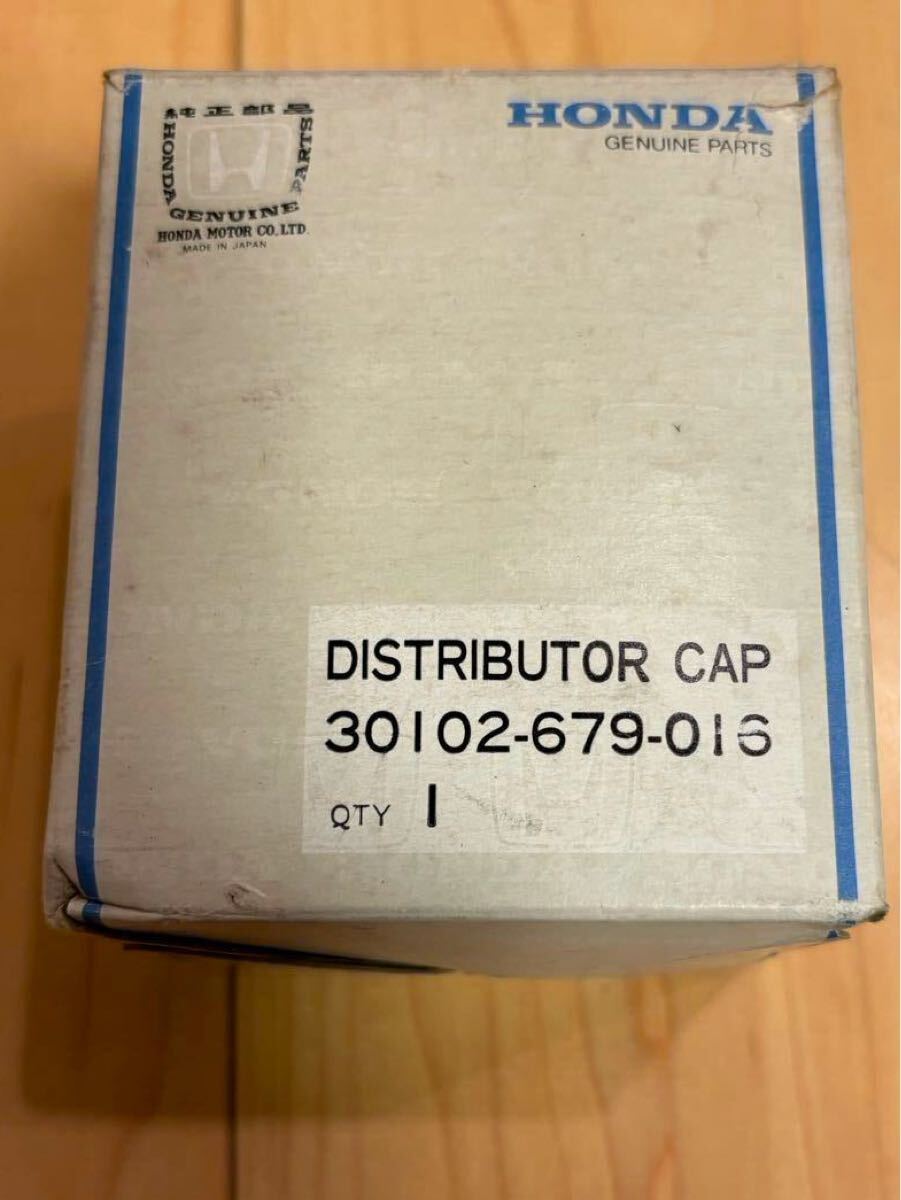 純正部品
HONDA
PARTS
GENUINE
HONDA MOTOR CO., LTD.
MADE IN JAPAN
HONDA
GENUINE PARTS
DISTRIBUTOR CAP
30102-679-016
QTY 1